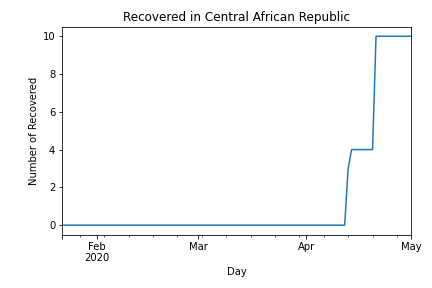 Recovered in Central African Republic
Number of Recovered
10
8
6
4
2
0
Feb
2020
Mar
Apr
May
Day